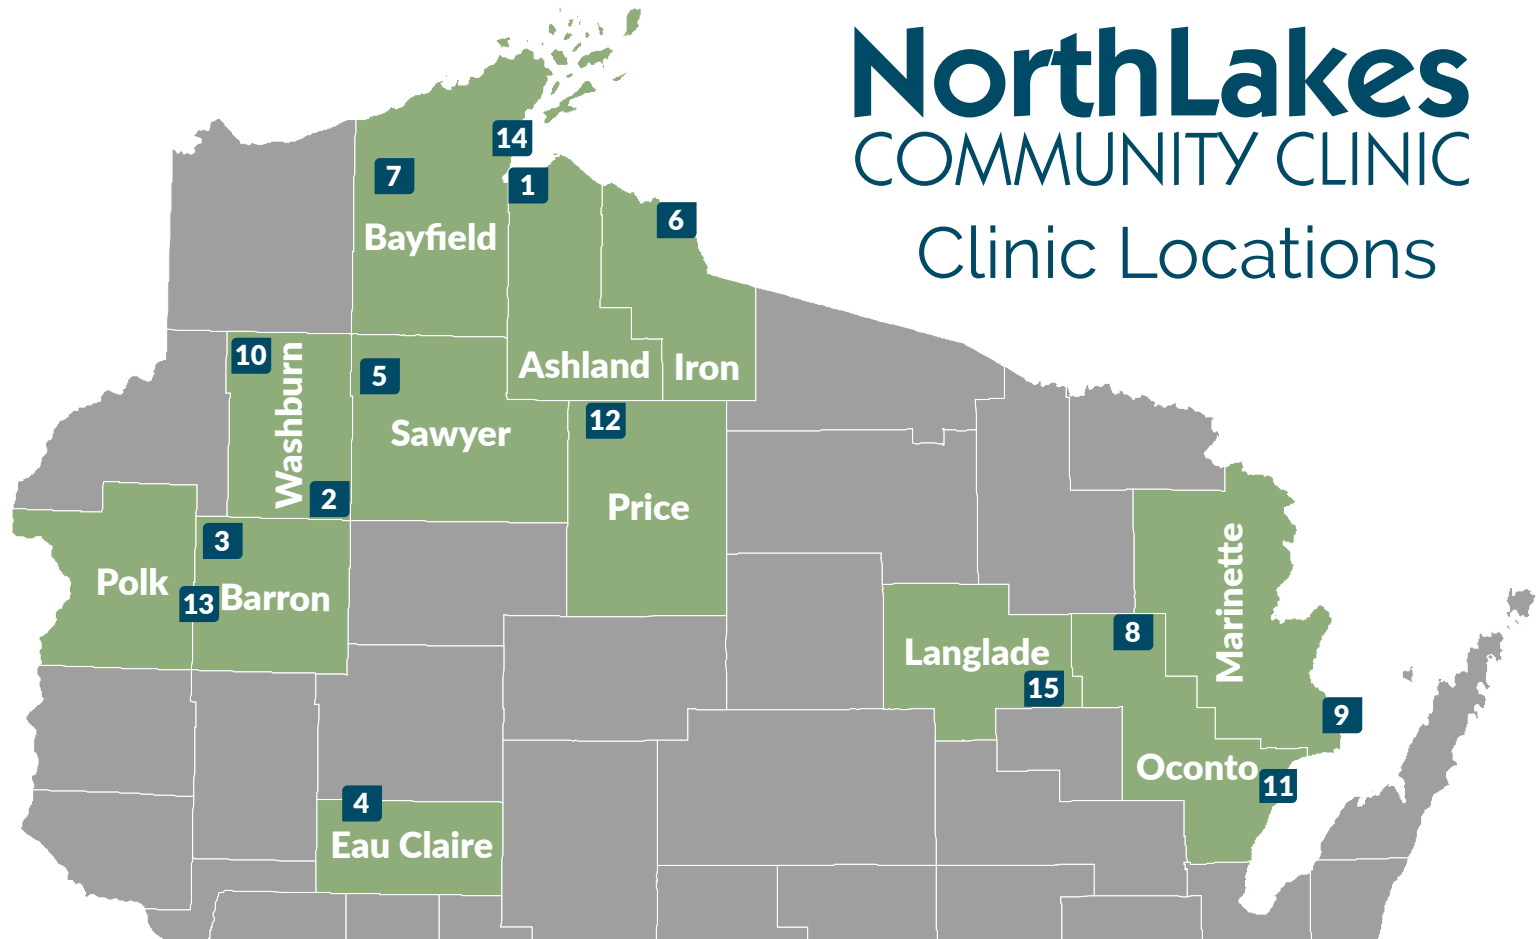 NorthLakes
COMMUNITY CLINIC
Clinic Locations
14
7
1
6
Bayfield
10
Washburn
5
Ashland
Iron
12
Sawyer
2
Price
3
Polk
13
Barron
Marinette
8
Langlade
15
9
Oconto
11
4
Eau Claire